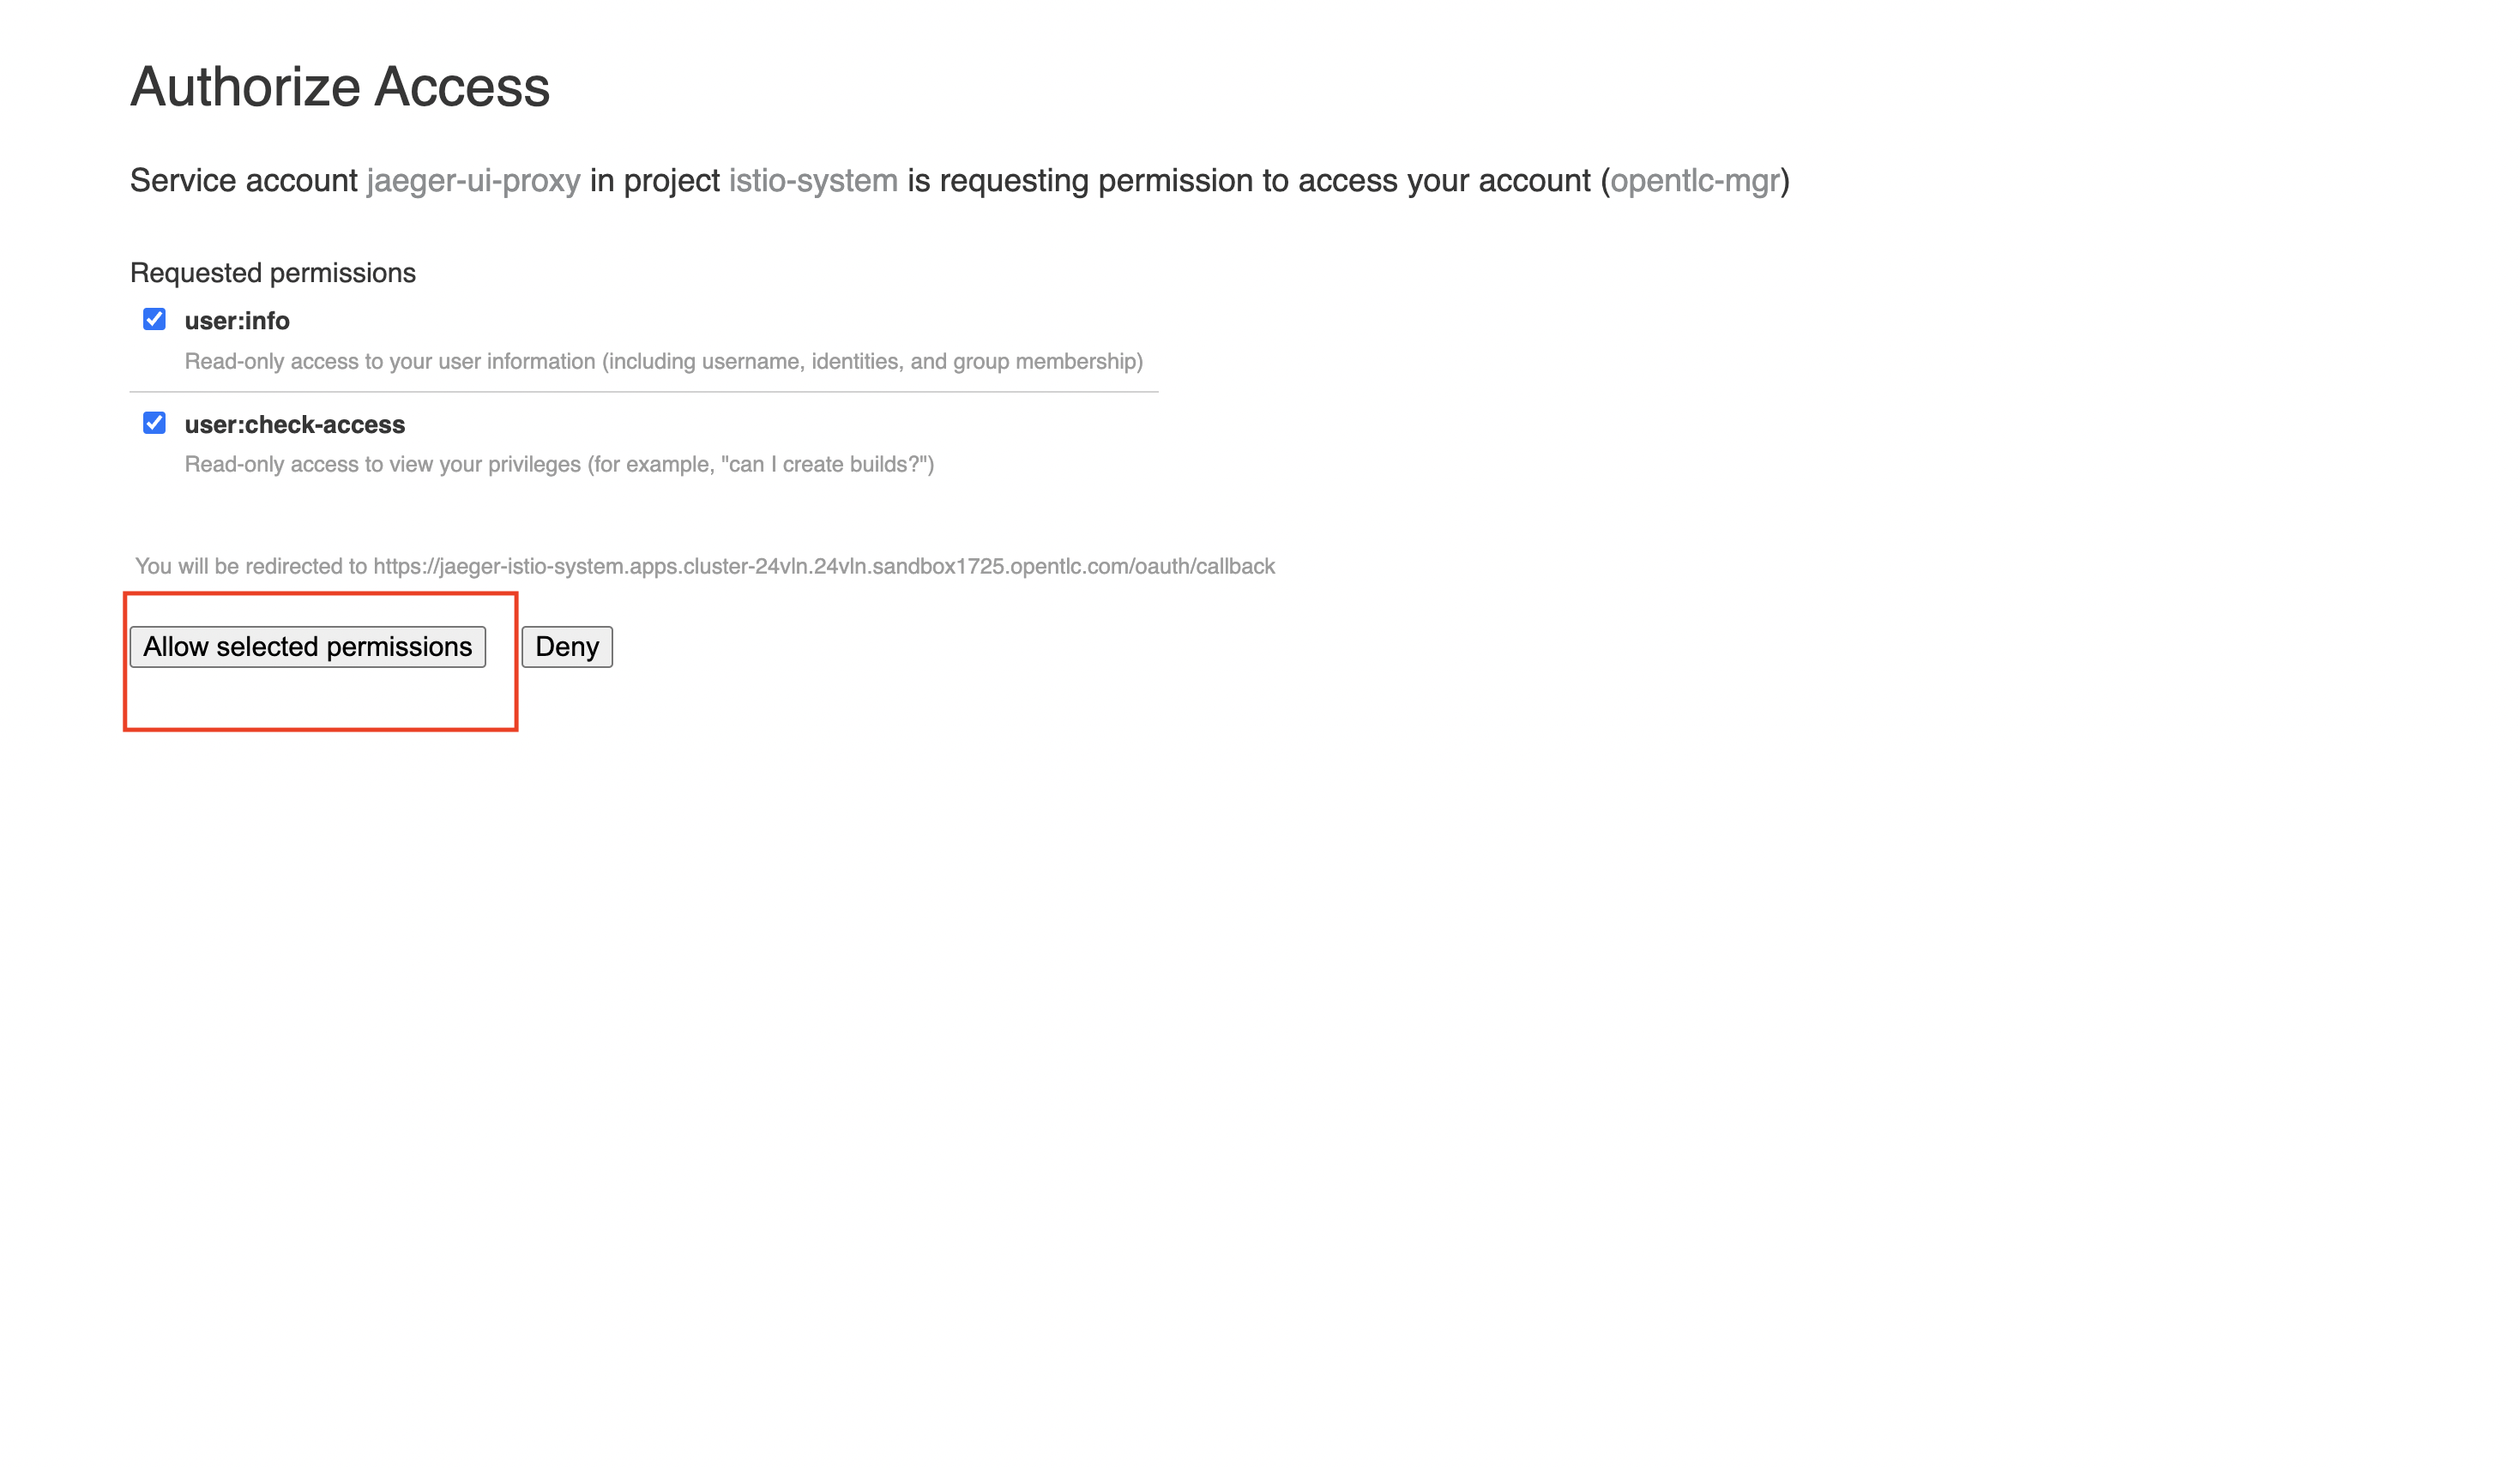 Authorize Access
Service account jaeger-ui-proxy in project istio-system is requesting permission to access your account (opentlc-mgr)
Requested permissions
user:info
Read-only access to your user information (including username, identities, and group membership)
user:check-access
Read-only access to view your privileges (for example, "can I create builds?")
You will be redirected to https://jaeger-istio-system.apps.cluster-24vln.24vln.sandbox1725.opentlc.com/oauth/callback
Allow selected permissions Deny